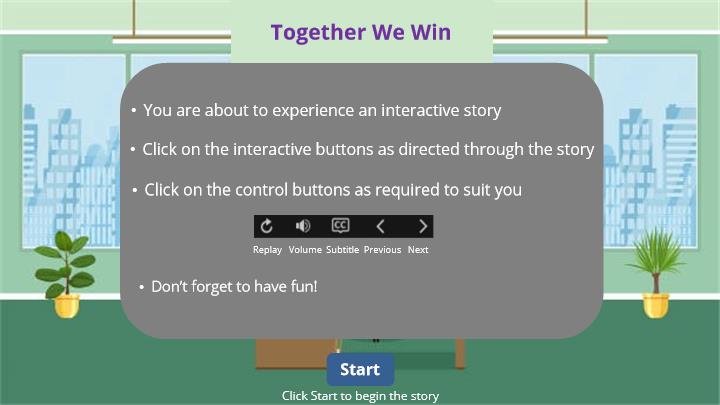 Together We Win
• You are about to experience an interactive story
• Click on the interactive buttons as directed through the story
• Click on the control buttons as required to suit you
CC
Replay Volume Subtitle Previous Next
• Don't forget to have fun!
Start
Click Start to begin the story